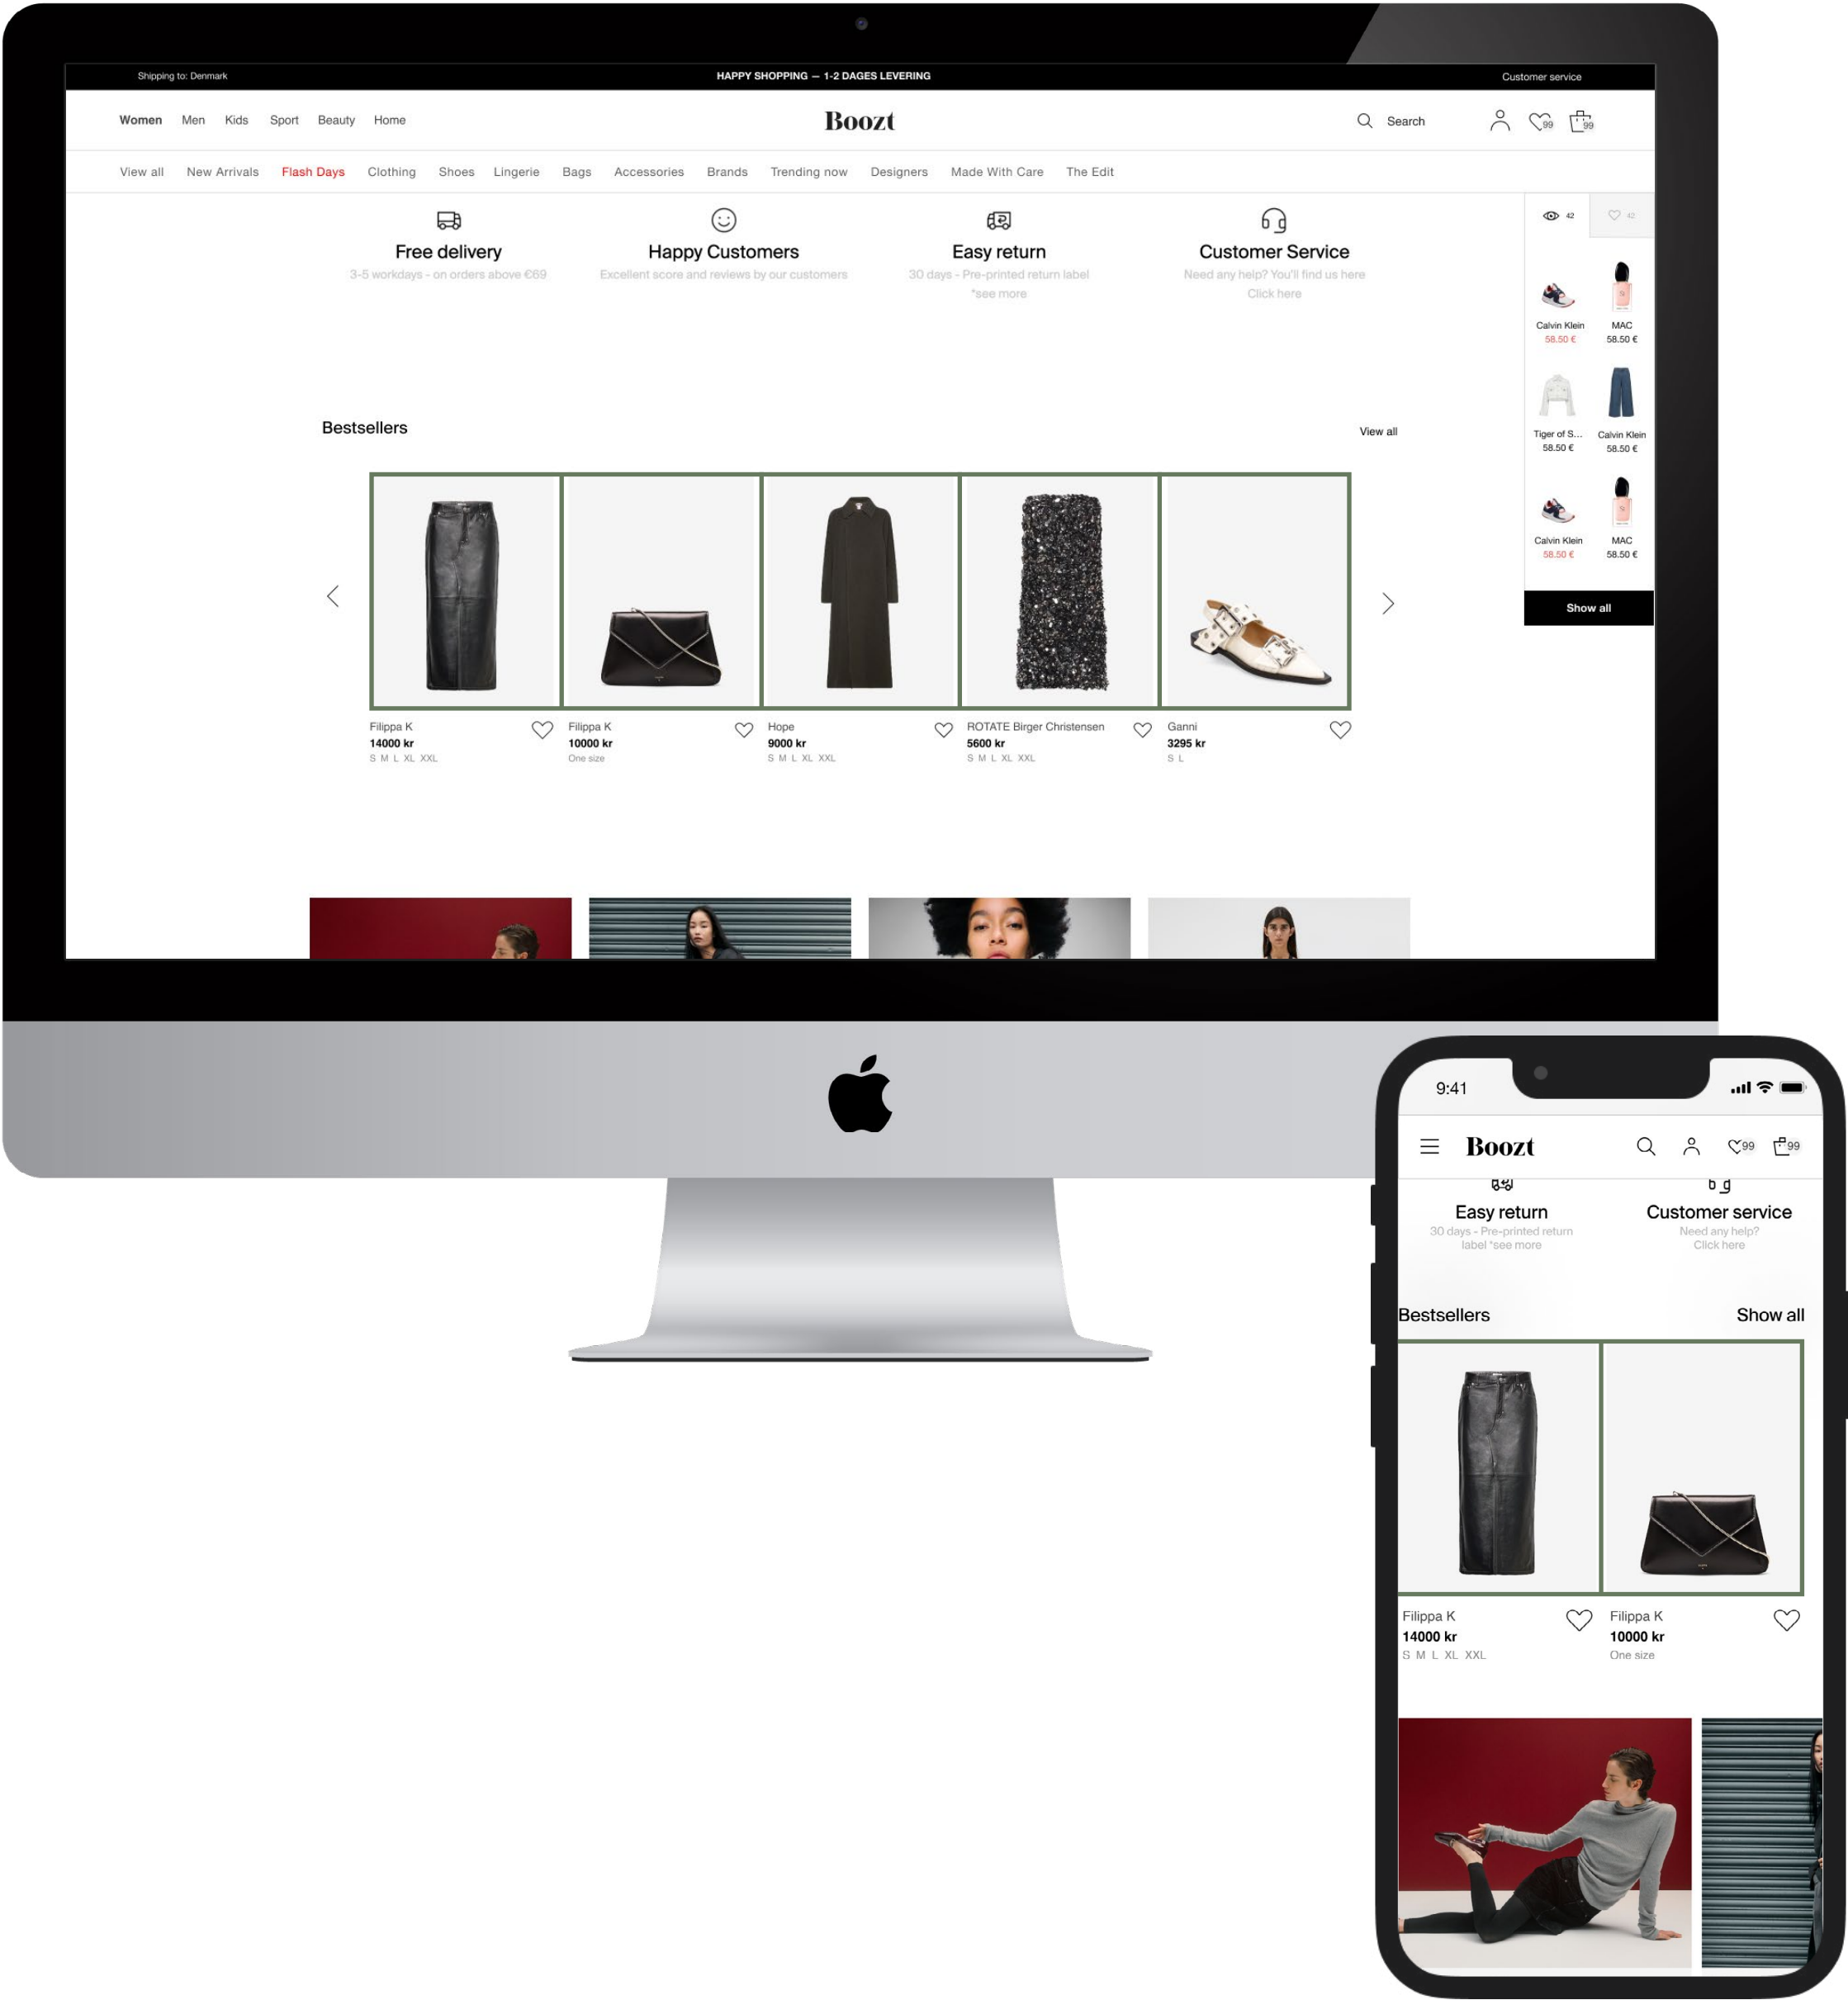 Shipping to: Denmark
HAPPY SHOPPING — 1-2 DAGES LEVERING
Customer service
Women Men Kids Sport Beauty Home
Boozt
Search
99
99
View all New Arrivals Flash Days Clothing Shoes Lingerie Bags Accessories Brands Trending now Designers Made With Care The Edit
Free delivery
3-5 workdays - on orders above €69
Happy Customers
Excellent score and reviews by our customers
Easy return
30 days - Pre-printed return label
*see more
Customer Service
Need any help? You'll find us here
Click here
42
42
Calvin Klein
58.50 €
MAC
58.50 €
Tiger of S...
58.50 €
Calvin Klein
58.50 €
Calvin Klein
58.50 €
MAC
58.50 €
Show all
Bestsellers
View all
Filippa K
14000 kr
S M L XL XXL
Filippa K
10000 kr
One size
Hope
9000 kr
S M L XL XXL
ROTATE Birger Christensen
5600 kr
S M L XL XXL
Ganni
3295 kr
S L
9:41
Boozt
99
99
Easy return
30 days - Pre-printed return
label *see more
Customer service
Need any help?
Click here
Bestsellers
Show all
Filippa K
14000 kr
S M L XL XXL
Filippa K
10000 kr
One size